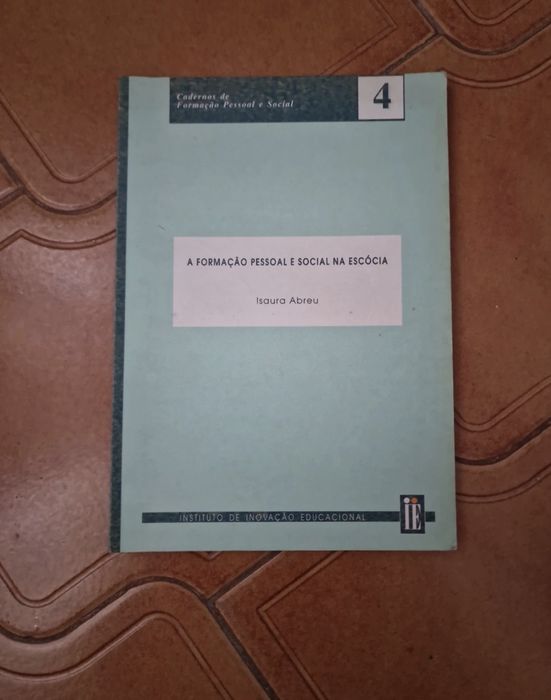 Cadernos de
Formação Pessoal e Social
4
A FORMAÇÃO PESSOAL E SOCIAL NA ESCÓCIA
Isaura Abreu
INSTITUTO DE INOVAÇÃO EDUCACIONAL
IIE